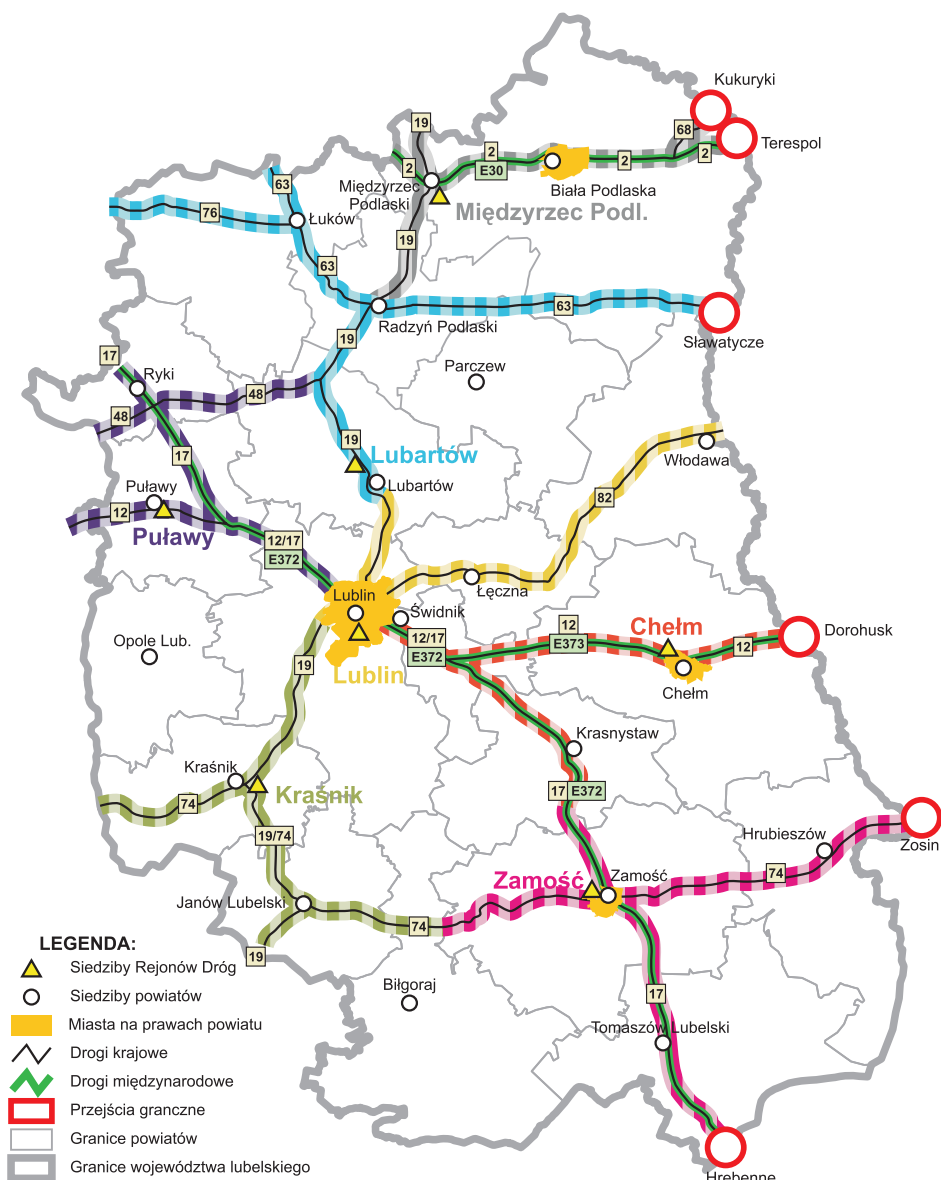 Kukuryki
19
68
Terespol
2
2
2
2
E30
Międzyrzec
Podlaski
Biała Podlaska
63
Międzyrzec Podl.
76
Łuków
19
63
63
Radzyń Podlaski
19
Sławatycze
17
Ryki
Parczew
48
48
19
17
Lubartów
Włodawa
Lubartów
Puławy
82
12
Puławy
12/17
E372
Łęczna
Lublin
Świdnik
12
Chełm
Dorohusk
12/17
E373
12
E372
Opole Lub.
19
Lublin
Chełm
Krasnystaw
Kraśnik
17
E372
Kraśnik
74
Hrubieszów
Zosin
19/74
Zamość
Zamość
74
Janów Lubelski
74
19
Biłgoraj
17
Tomaszów Lubelski
Hrebenne
LEGENDA:
Siedziby Rejonów Dróg
Siedziby powiatów
Miasta na prawach powiatu
Drogi krajowe
Drogi międzynarodowe
Przejścia graniczne
Granice powiatów
Granice województwa lubelskiego